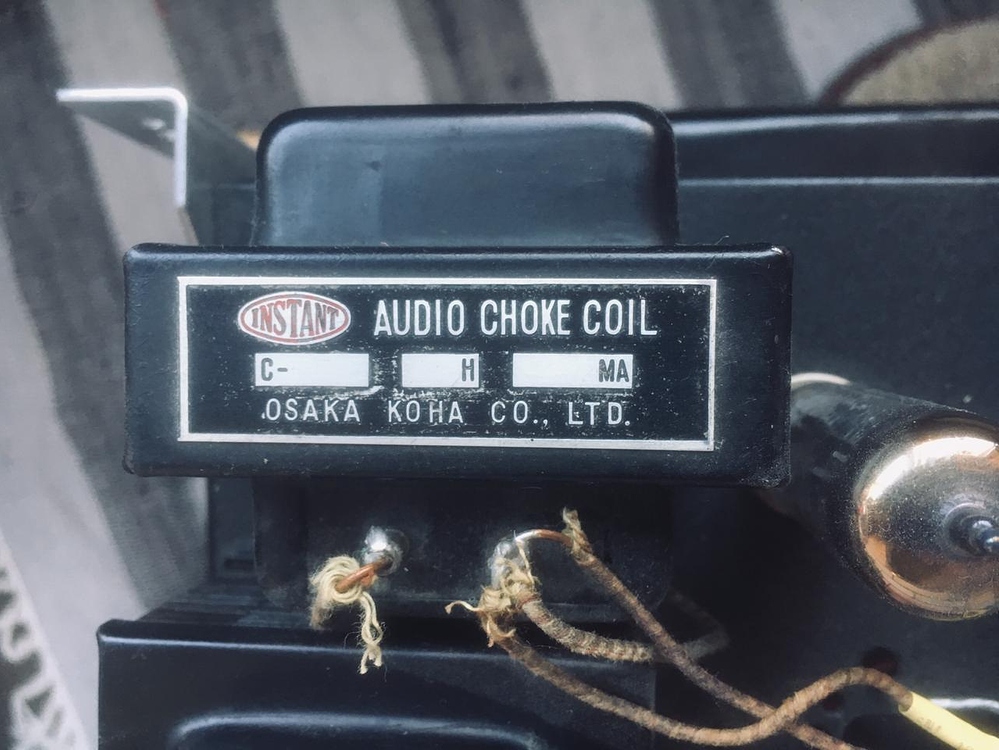 INSTANT AUDIO CHOKE COIL
C- H MA
OSAKA KOHA CO., LTD.